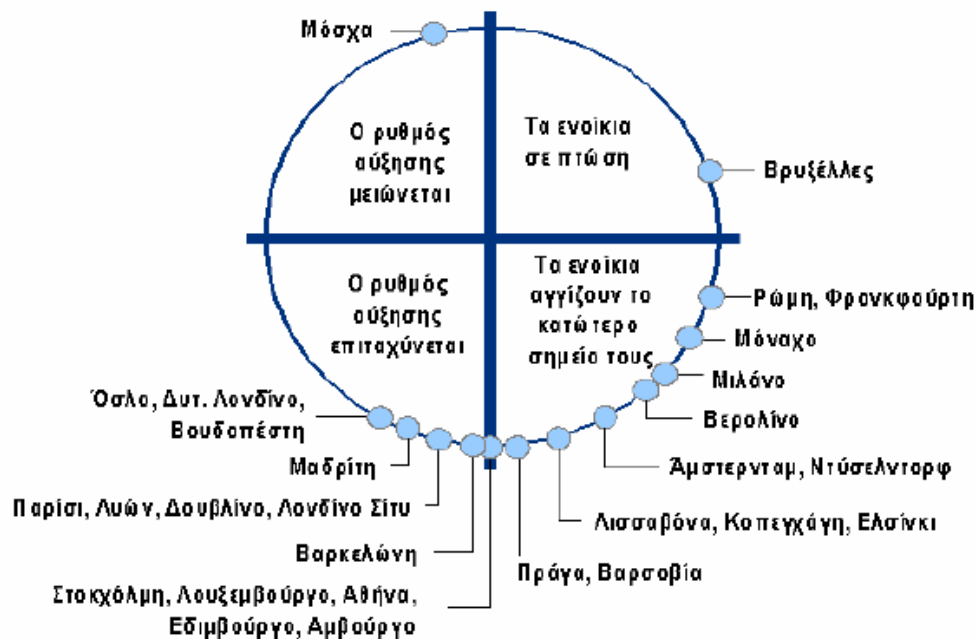 Μόσχα
Ο ρυθμός
αύξησης
μειώνεται
Τα ενοίκια
σε πτώση
Βρυξέλλες
Ο ρυθμός
αύξησης
επιταχύνεται
Τα ενοίκια
αγγίζουν το
κατώτερο
σημείο τους
Ρώμη, Φρανκφούρτη
Μόναχο
Μιλάνο
Βερολίνο
Άμστερνταμ, Ντύσελντορφ
Λισσαβόνα, Κοπεγχάγη, Ελσίνκι
Πράγα, Βαρσοβία
Όσλο, Δυτ. Λονδίνο,
Βουδαπέστη
Μαδρίτη
Παρίσι, Λυών, Δουβλίνο, Λονδίνο Σίτυ
Βαρκελώνη
Στοκχόλμη, Λουξεμβούργο, Αθήνα,
Εδιμβούργο, Αμβούργο